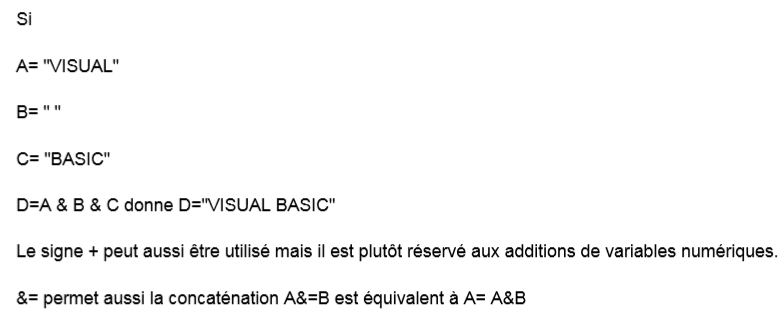 Si
A= "VISUAL"
B= " "
C= "BASIC"
D=A & B & C donne D="VISUAL BASIC"
Le signe + peut aussi être utilisé mais il est plutôt réservé aux additions de variables numériques.
&= permet aussi la concaténation A&=B est équivalent à A= A&B